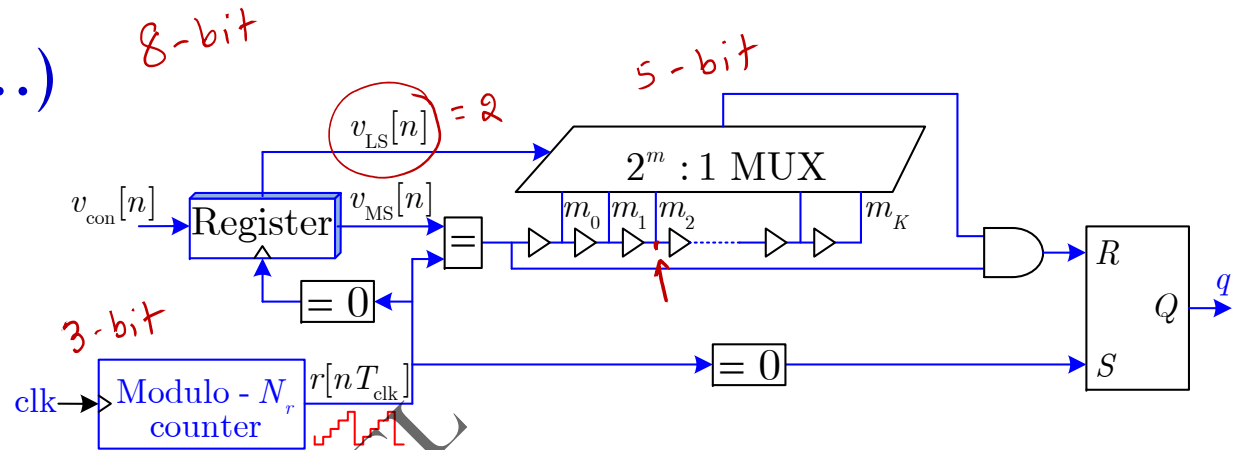 ..)
8-bit
5-bit
v_LS[n] = 2
2^m : 1 MUX
v_con[n]
Register
v_MS[n]
=
m_0
m_1
m_2
m_K
= 0
3-bit
clk
Modulo - N_r
counter
r[nT_clk]
= 0
R
Q
S
q